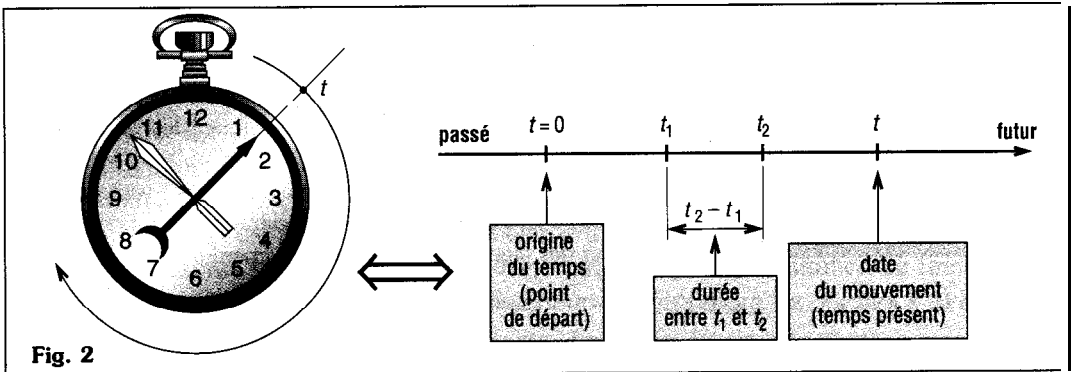 12
1
2
3
4
5
6
7
8
9
10
11
t
passé
t = 0
t1
t2
t
futur
t2 – t1
origine
du temps
(point
de départ)
durée
entre t1 et t2
date
du mouvement
(temps présent)
Fig. 2